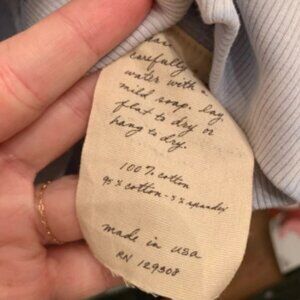 carefully
water with a
mild soap. lay
flat to dry or
hang to dry.
100% cotton
95% cotton - 5% spandex
made in usa
RN 129308